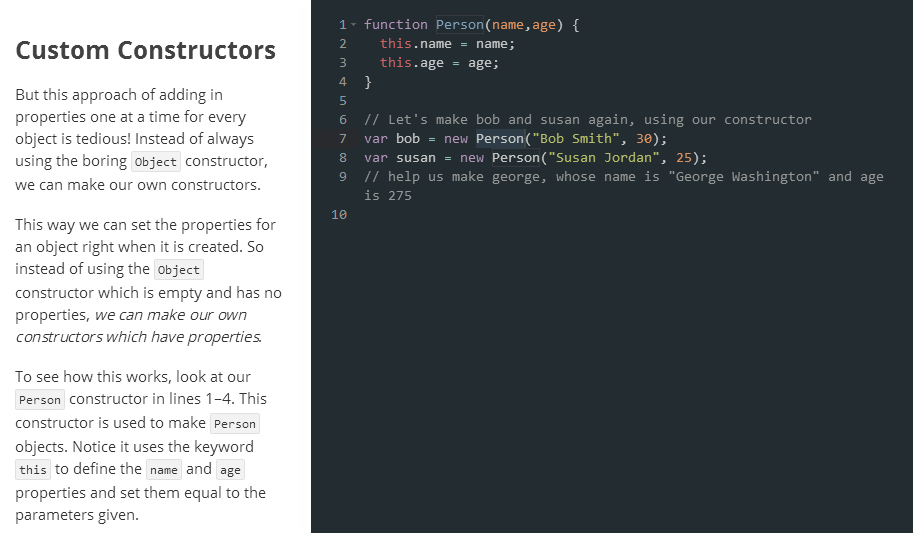 Custom Constructors
But this approach of adding in
properties one at a time for every
object is tedious! Instead of always
using the boring Object constructor,
we can make our own constructors.
This way we can set the properties for
an object right when it is created. So
instead of using the Object
constructor which is empty and has no
properties, we can make our own
constructors which have properties.
To see how this works, look at our
Person constructor in lines 1–4. This
constructor is used to make Person
objects. Notice it uses the keyword
this to define the name and age
properties and set them equal to the
parameters given.
1 function Person(name,age) {
2   this.name = name;
3   this.age = age;
4 }
5
6 // Let's make bob and susan again, using our constructor
7 var bob = new Person("Bob Smith", 30);
8 var susan = new Person("Susan Jordan", 25);
9 // help us make george, whose name is "George Washington" and age
is 275
10